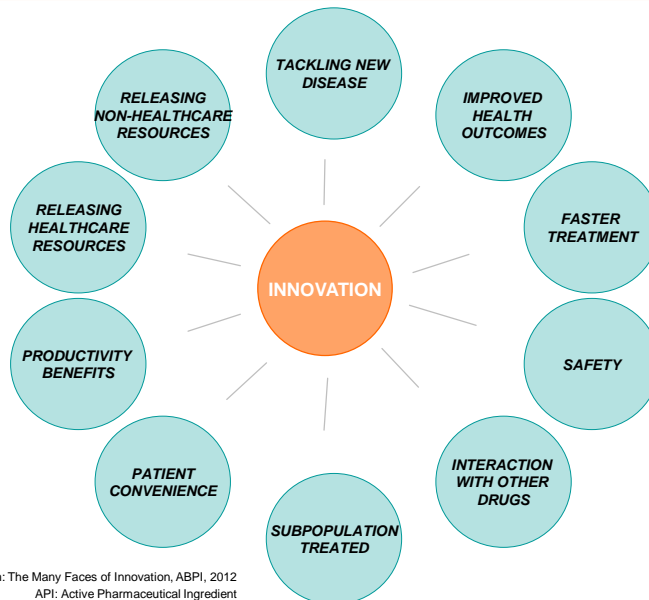 TACKLING NEW
DISEASE
IMPROVED
HEALTH
OUTCOMES
FASTER
TREATMENT
SAFETY
INTERACTION
WITH OTHER
DRUGS
SUBPOPULATION
TREATED
PATIENT
CONVENIENCE
PRODUCTIVITY
BENEFITS
RELEASING
HEALTHCARE
RESOURCES
RELEASING
NON-HEALTHCARE
RESOURCES
INNOVATION
: The Many Faces of Innovation, ABPI, 2012
API: Active Pharmaceutical Ingredient